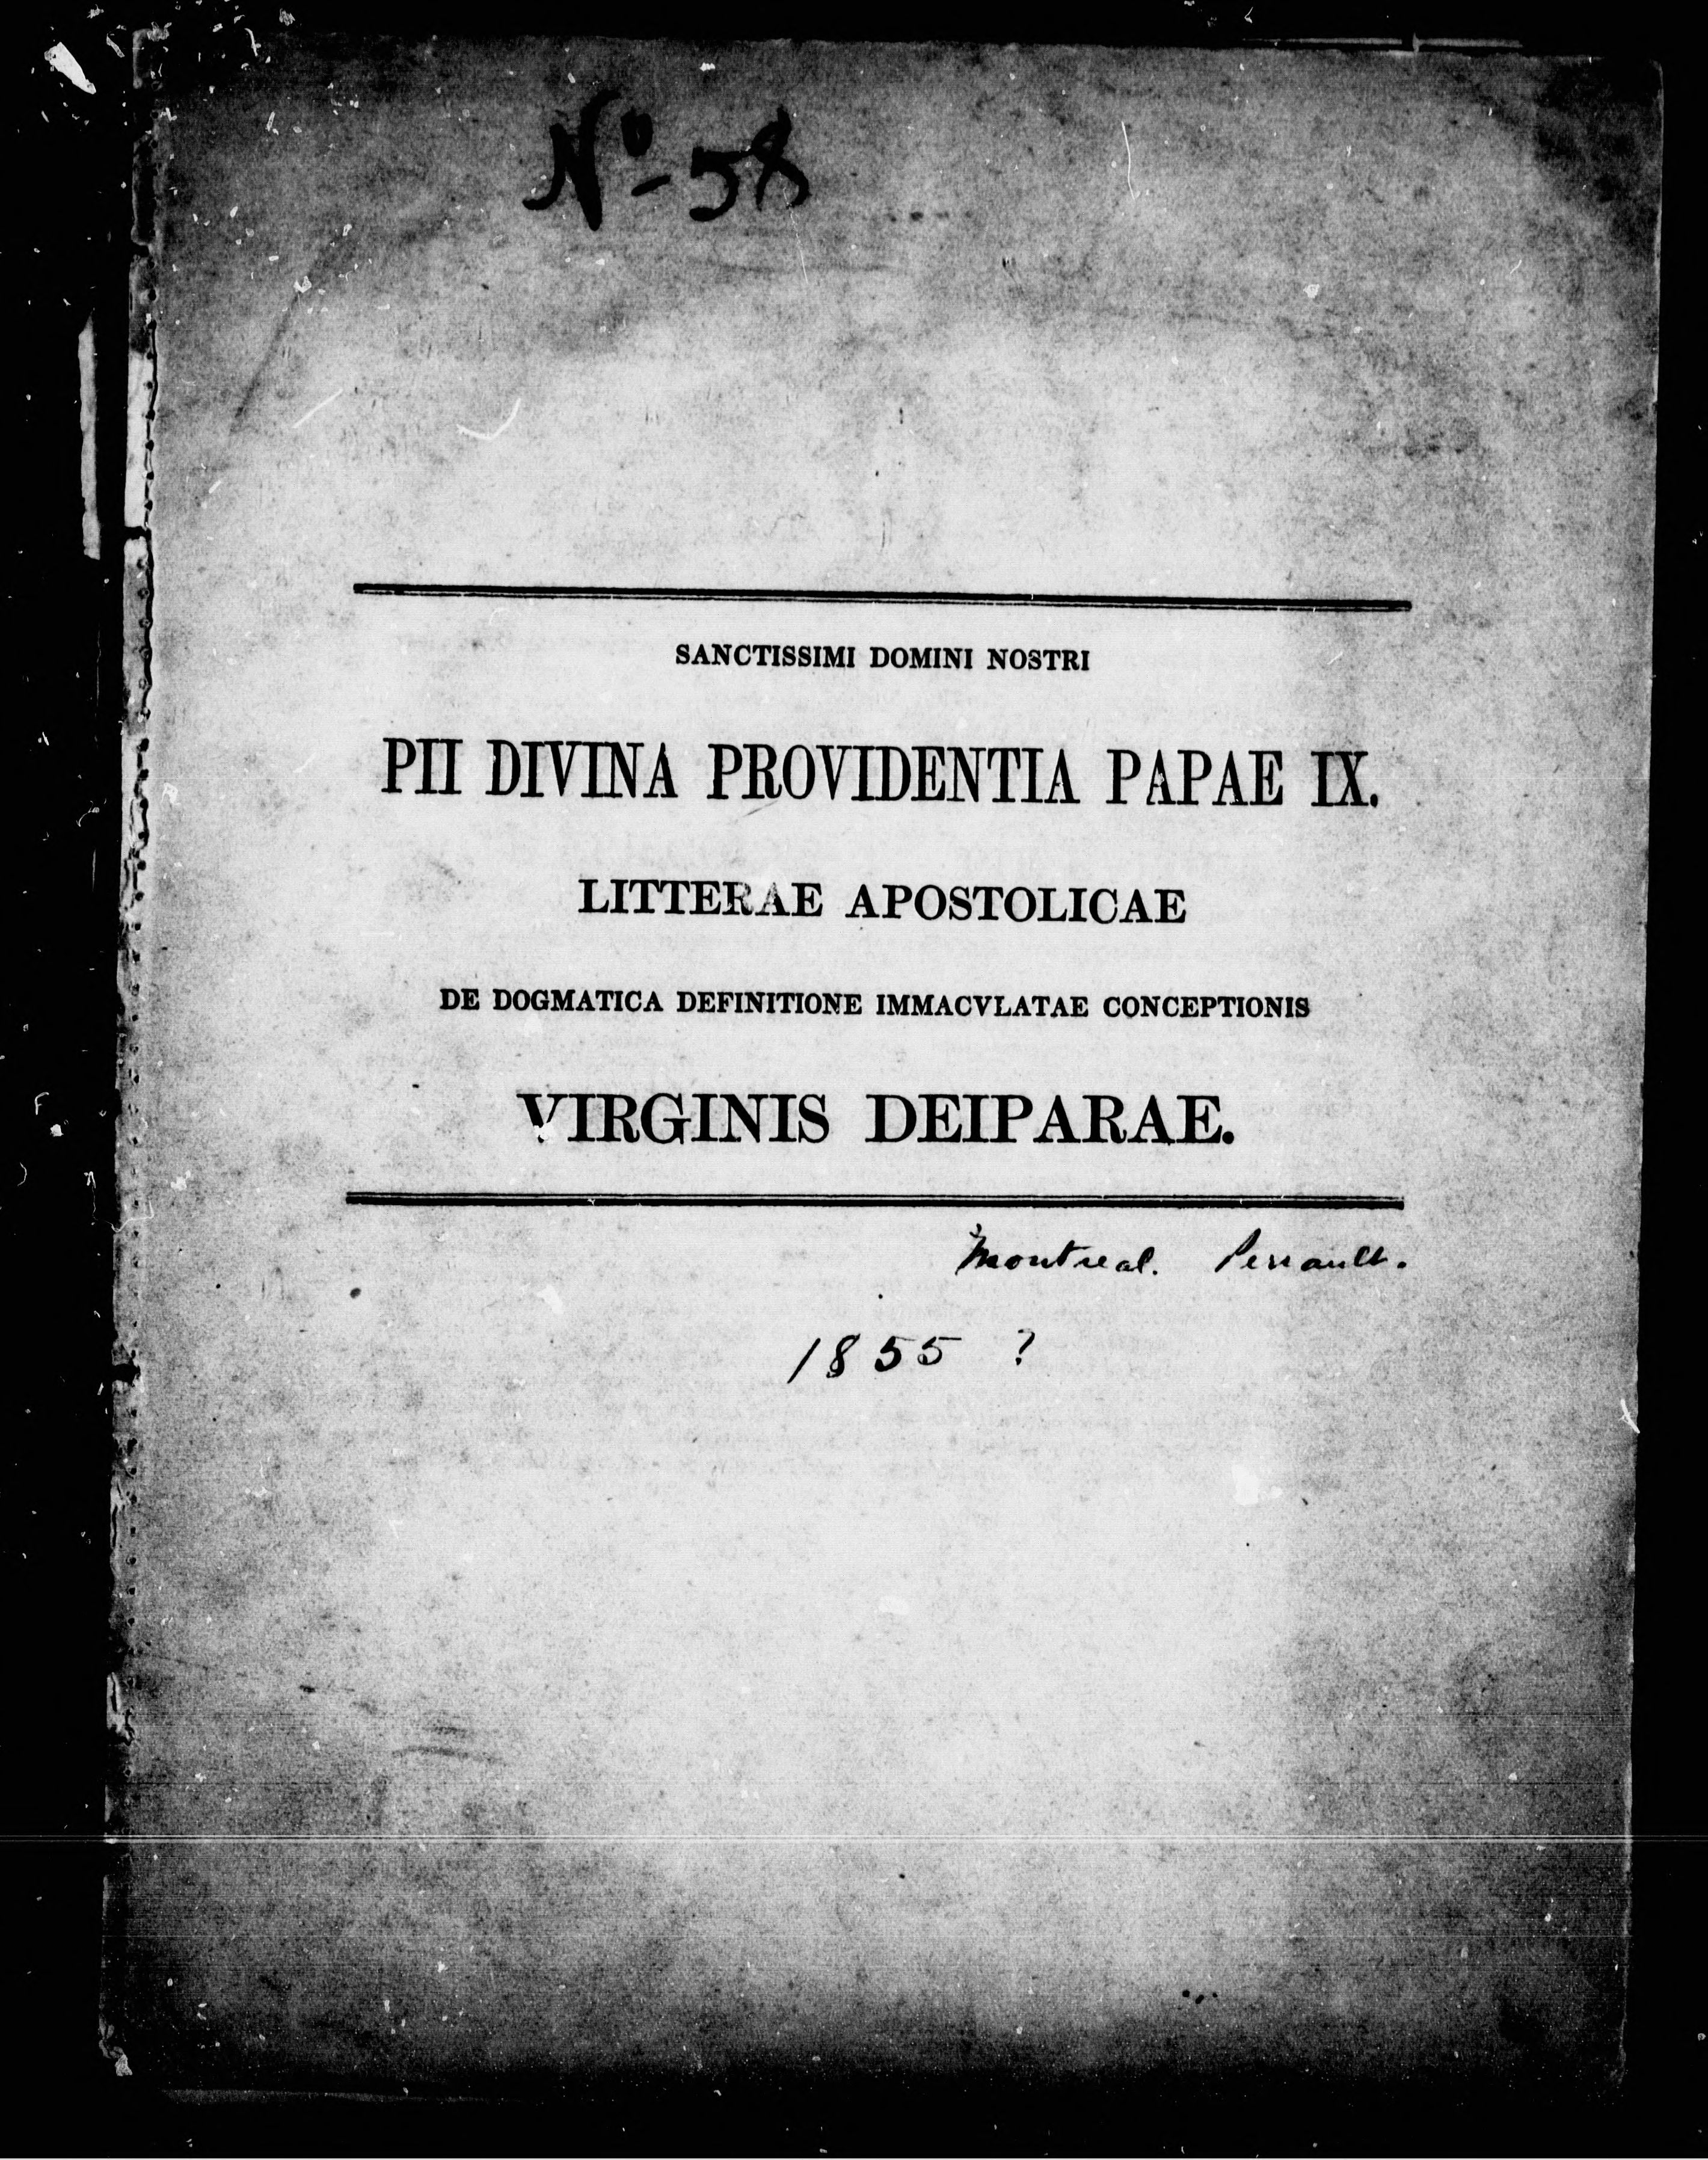 Nº - 58
SANCTISSIMI DOMINI NOSTRI
PII DIVINA PROVIDENTIA PAPAE IX.
LITTERAE APOSTOLICAE
DE DOGMATICA DEFINITIONE IMMACVLATAE CONCEPTIONIS
VIRGINIS DEIPARAE.
Montreal. Perrault.
1855 ?